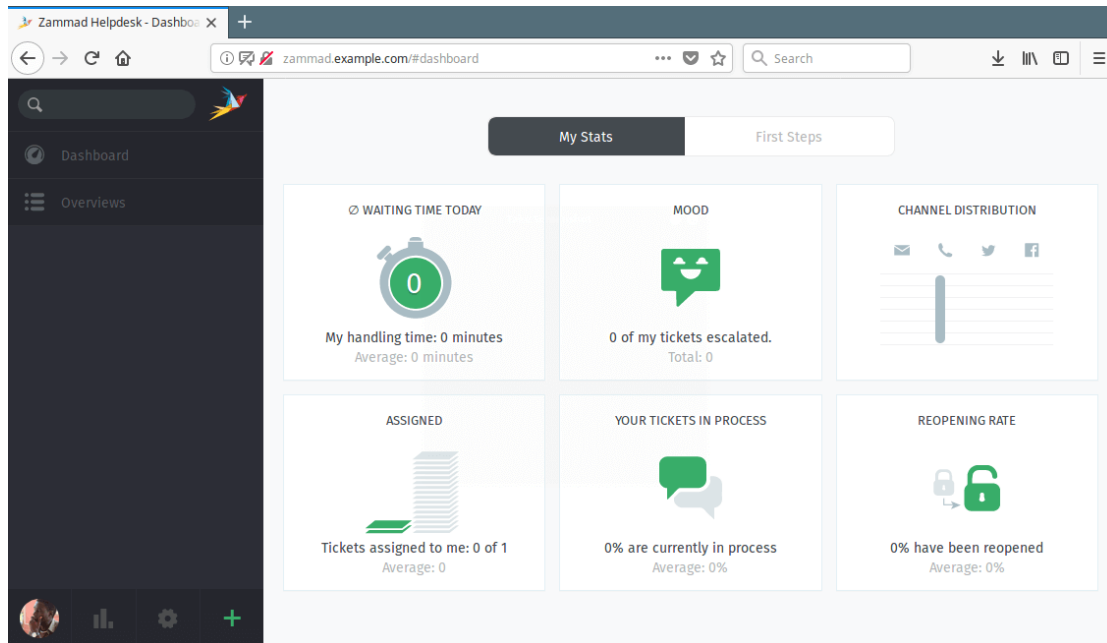 Zammad Helpdesk - Dashboa
zammad.example.com/#dashboard
Search
Dashboard
Overviews
My Stats
First Steps
∅ WAITING TIME TODAY
0
My handling time: 0 minutes
Average: 0 minutes
MOOD
0 of my tickets escalated.
Total: 0
CHANNEL DISTRIBUTION
ASSIGNED
Tickets assigned to me: 0 of 1
Average: 0
YOUR TICKETS IN PROCESS
0% are currently in process
Average: 0%
REOPENING RATE
0% have been reopened
Average: 0%